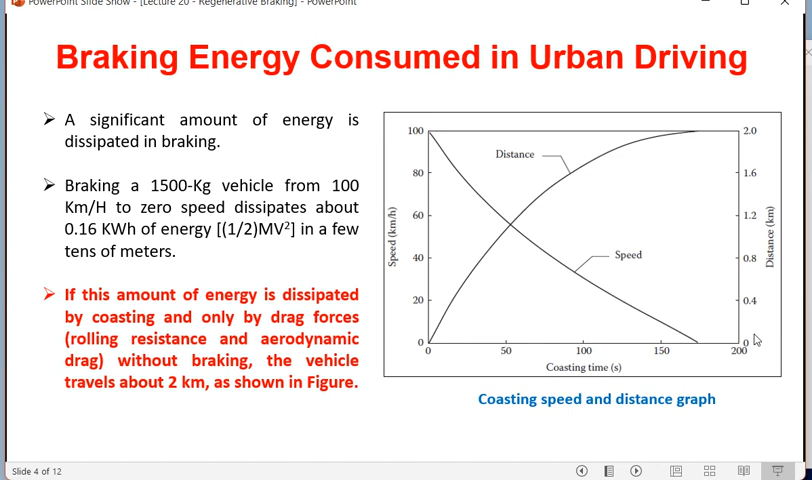 PowerPoint Slide Show - [Lecture 20 - Regenerative Braking] - PowerPoint
Braking Energy Consumed in Urban Driving
➢ A significant amount of energy is
dissipated in braking.
➢ Braking a 1500-Kg vehicle from 100
Km/H to zero speed dissipates about
0.16 KWh of energy [(1/2)MV²] in a few
tens of meters.
➢ If this amount of energy is dissipated
by coasting and only by drag forces
(rolling resistance and aerodynamic
drag) without braking, the vehicle
travels about 2 km, as shown in Figure.
100
80
60
40
20
0
Speed (km/h)
Distance
Speed
2.0
1.6
1.2
0.8
0.4
0
Distance (km)
0 50 100 150 200
Coasting time (s)
Coasting speed and distance graph
Slide 4 of 12